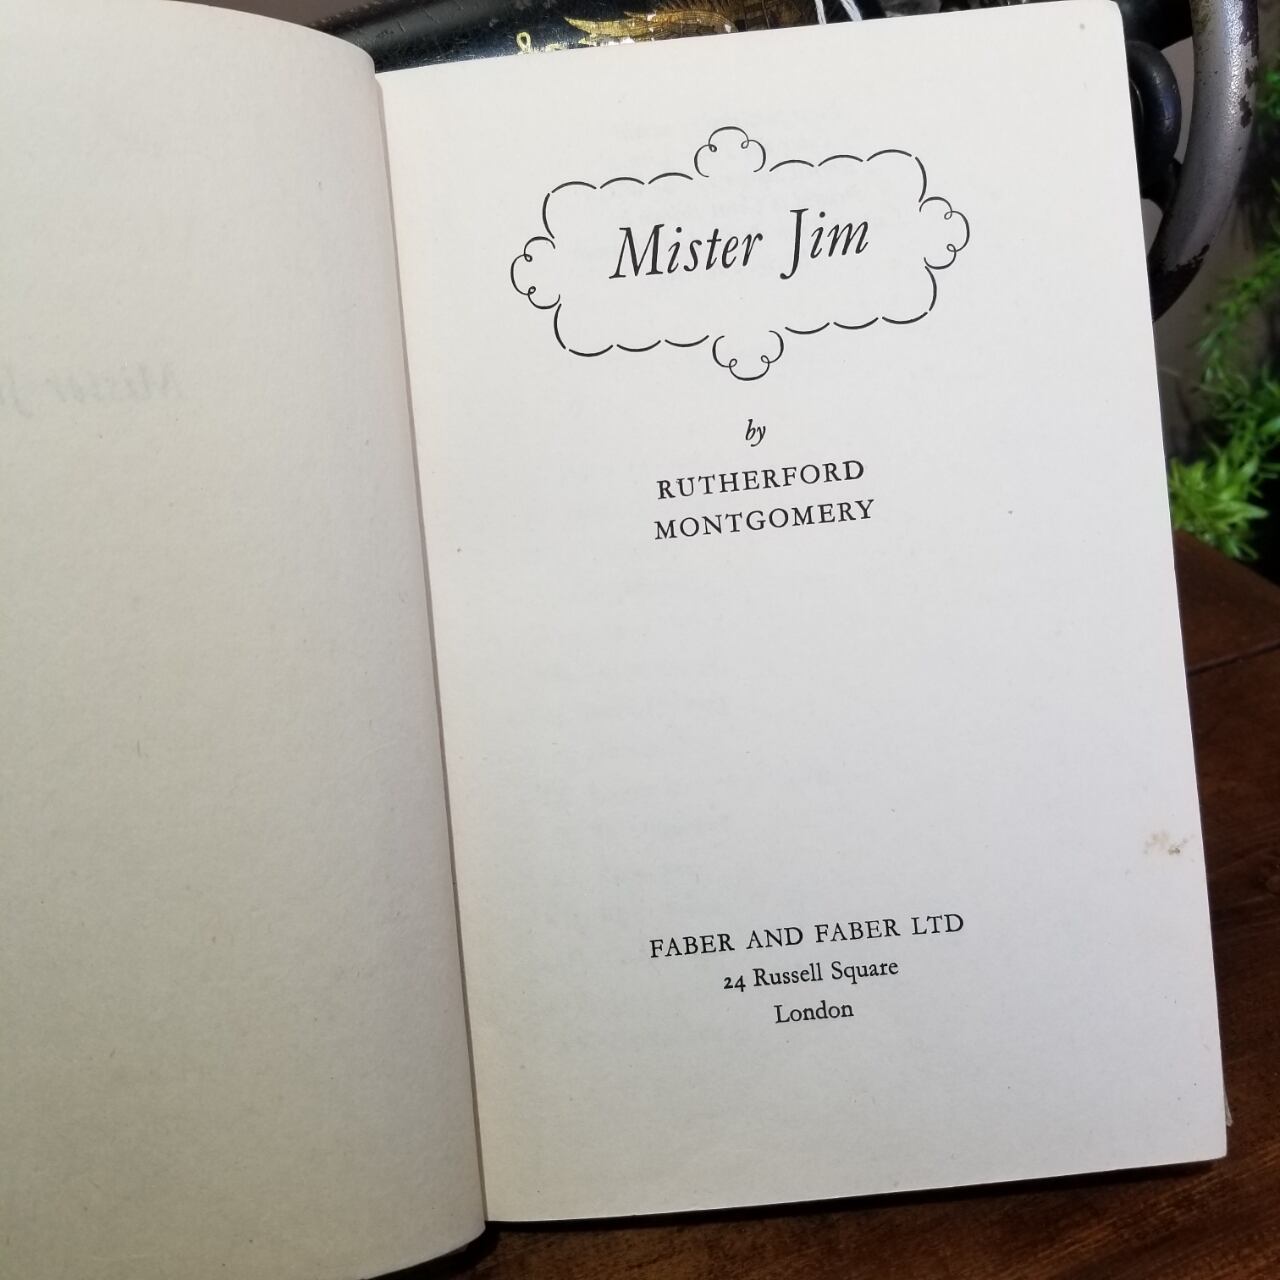 Mister Jim
by
RUTHERFORD
MONTGOMERY
FABER AND FABER LTD
24 Russell Square
London